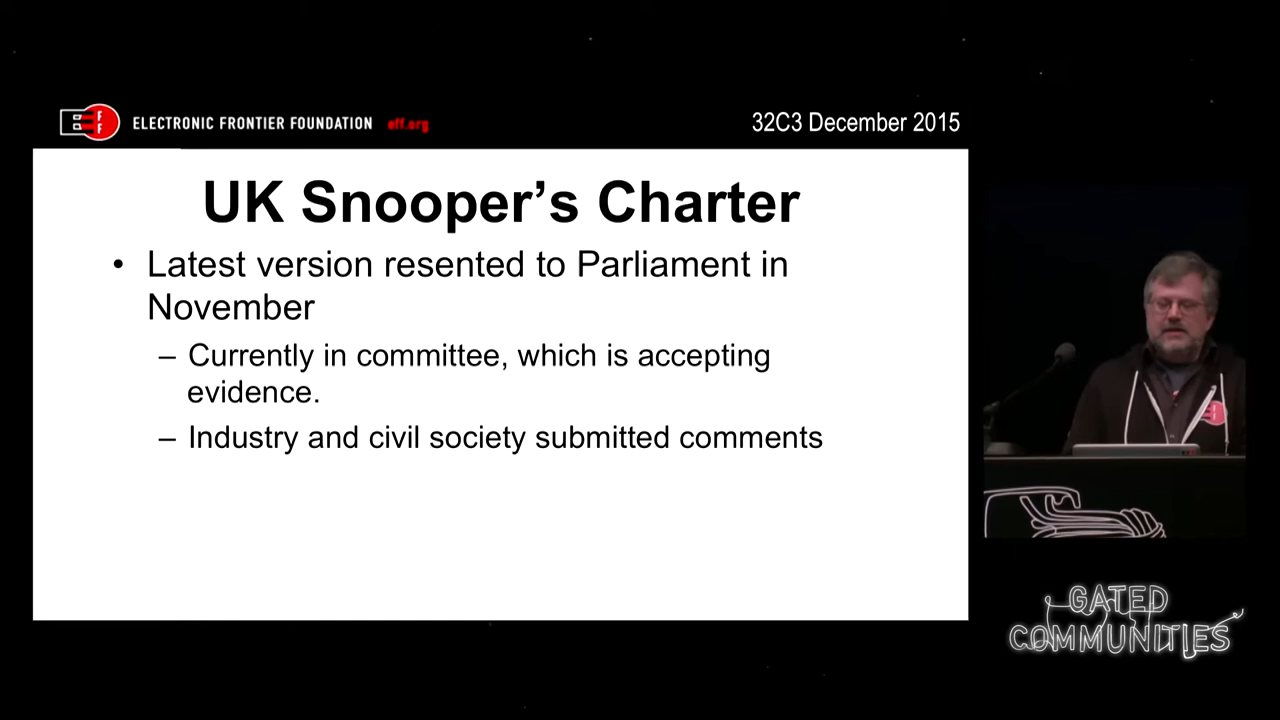 ELECTRONIC FRONTIER FOUNDATION eff.org
32C3 December 2015
UK Snooper’s Charter
• Latest version resented to Parliament in
November
– Currently in committee, which is accepting
evidence.
– Industry and civil society submitted comments
GATED
COMMUNITIES